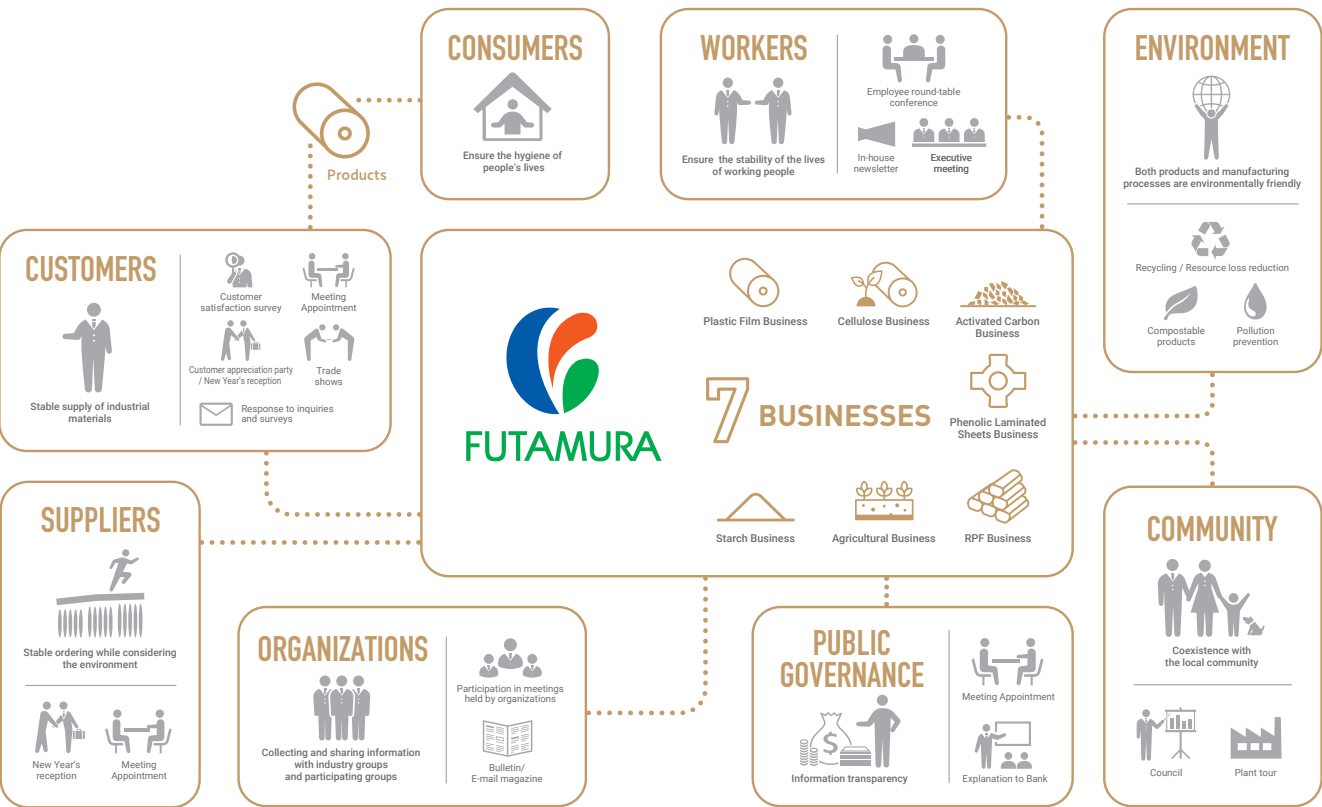 CONSUMERS
Ensure the hygiene of
people's lives
Products
WORKERS
Ensure the stability of the lives
of working people
Employee round-table
conference
In-house
newsletter
Executive
meeting
ENVIRONMENT
Both products and manufacturing
processes are environmentally friendly
Recycling / Resource loss reduction
Compostable
products
Pollution
prevention
CUSTOMERS
Stable supply of industrial
materials
Customer
satisfaction survey
Meeting
Appointment
Customer appreciation party
/ New Year's reception
Trade
shows
Response to inquiries
and surveys
FUTAMURA
7 BUSINESSES
Plastic Film Business
Cellulose Business
Activated Carbon
Business
Phenolic Laminated
Sheets Business
Starch Business
Agricultural Business
RPF Business
SUPPLIERS
Stable ordering while considering
the environment
New Year's
reception
Meeting
Appointment
ORGANIZATIONS
Collecting and sharing information
with industry groups
and participating groups
Participation in meetings
held by organizations
Bulletin/
E-mail magazine
PUBLIC
GOVERNANCE
$
Information transparency
Meeting Appointment
Explanation to Bank
COMMUNITY
Coexistence with
the local community
Council
Plant tour